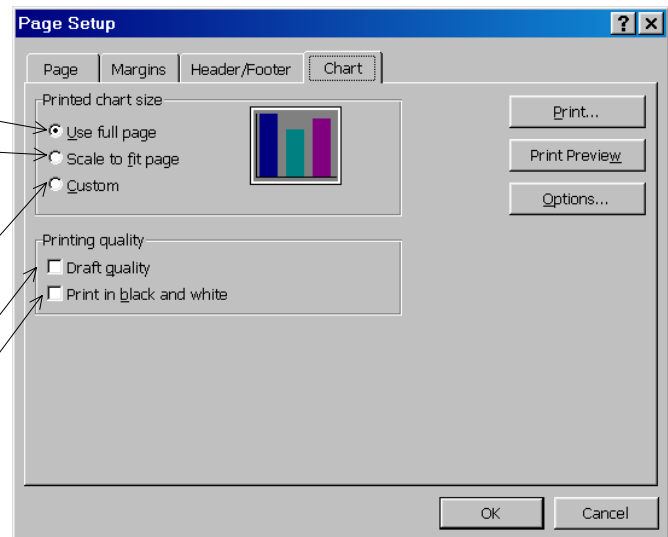 Page Setup
? ×
Page Margins Header/Footer Chart
Printed chart size
Use full page
Scale to fit page
Custom
Print...
Print Preview
Options...
Printing quality
Draft quality
Print in black and white
OK Cancel